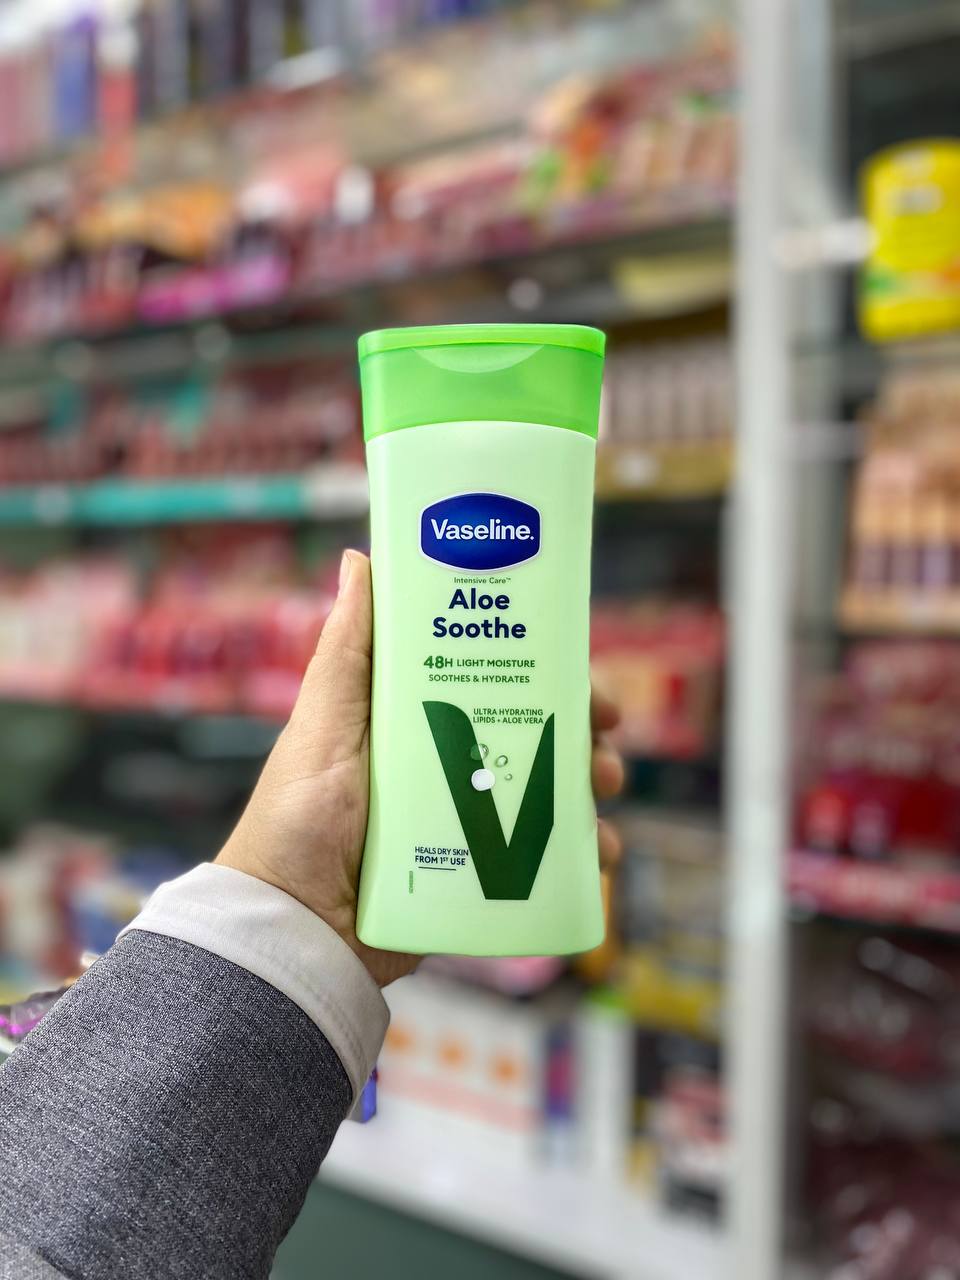 Vaseline.
Intensive Care™
Aloe
Soothe
48H LIGHT MOISTURE
SOOTHES & HYDRATES
ULTRA HYDRATING
LIPIDS + ALOE VERA
HEALS DRY SKIN
FROM 1ST USE